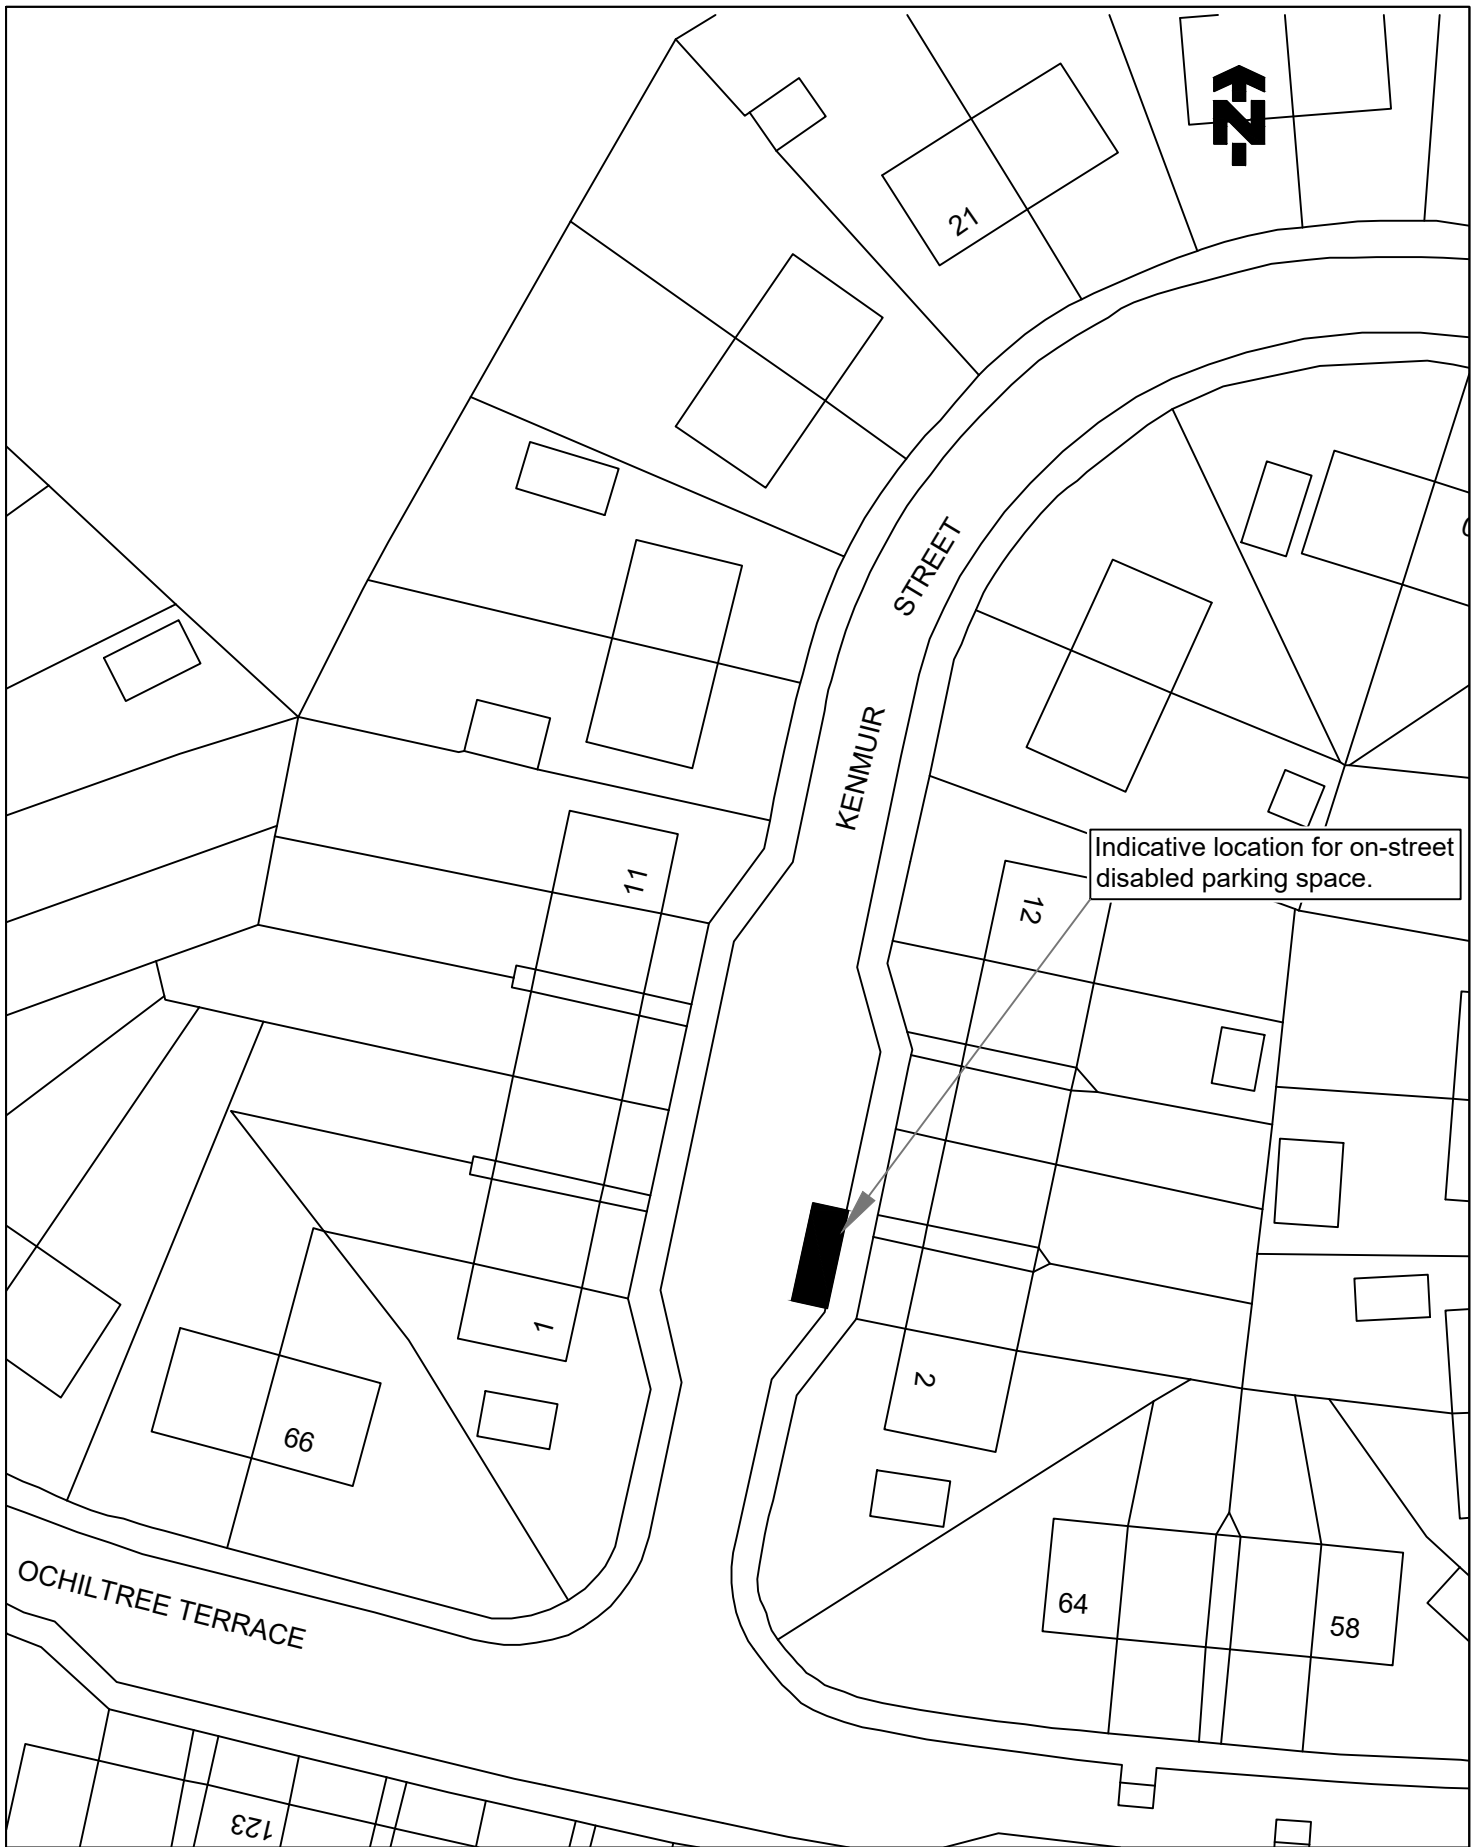 N
21
STREET
KENMUIR
Indicative location for on-street
disabled parking space.
11
12
1
2
66
OCHILTREE TERRACE
64
58
123